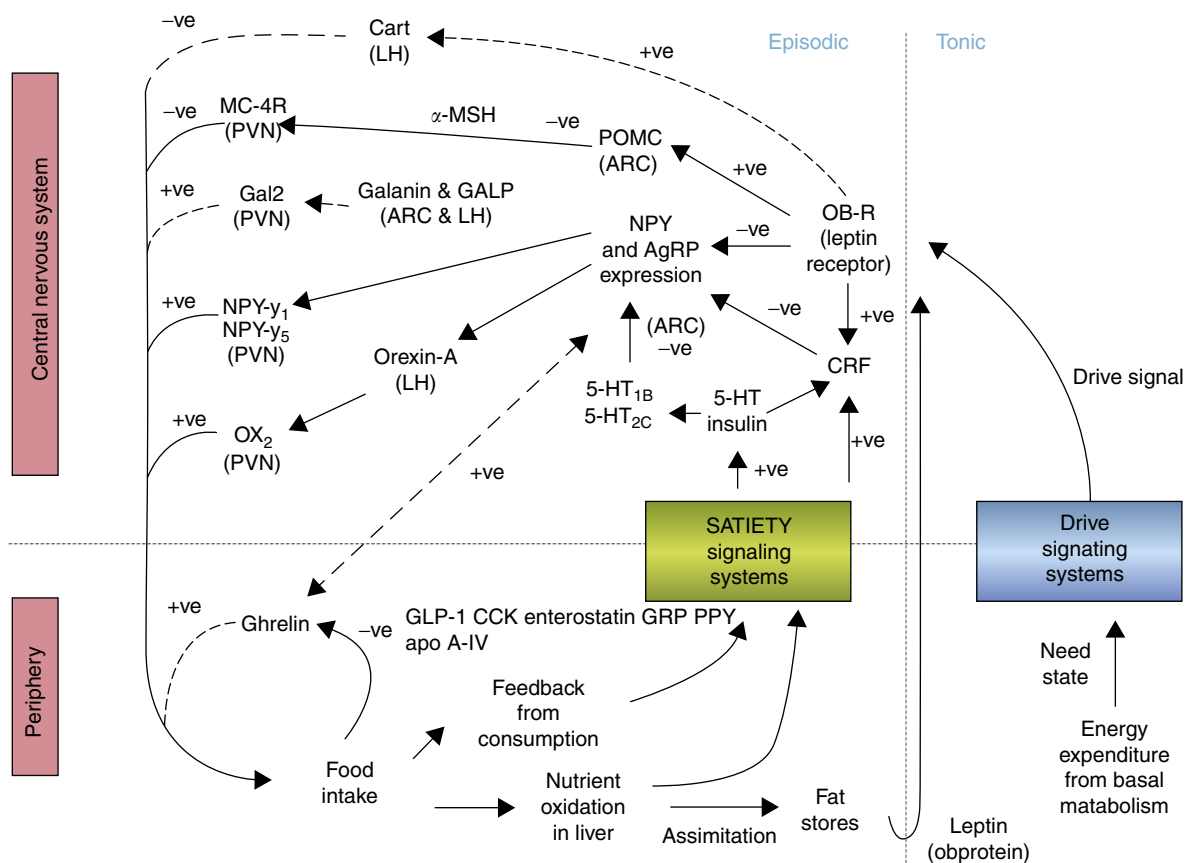 Episodic
Tonic
Central nervous system
Periphery
–ve
Cart
(LH)
+ve
–ve
MC-4R
(PVN)
α-MSH
–ve
POMC
(ARC)
+ve
+ve
Gal2
(PVN)
Galanin & GALP
(ARC & LH)
NPY
and AgRP
expression
–ve
OB-R
(leptin
receptor)
+ve
NPY-y₁
NPY-y₅
(PVN)
(ARC)
–ve
–ve
+ve
CRF
Orexin-A
(LH)
5-HT₁B
5-HT₂C
5-HT
insulin
Drive signal
+ve
OX₂
(PVN)
+ve
+ve
+ve
SATIETY
signaling
systems
Drive
signating
systems
+ve
Ghrelin
–ve
GLP-1 CCK enterostatin GRP PPY
apo A-IV
Need
state
Feedback
from
consumption
Energy
expenditure
from basal
matabolism
Food
intake
Nutrient
oxidation
in liver
Assimitation
Fat
stores
Leptin
(obprotein)